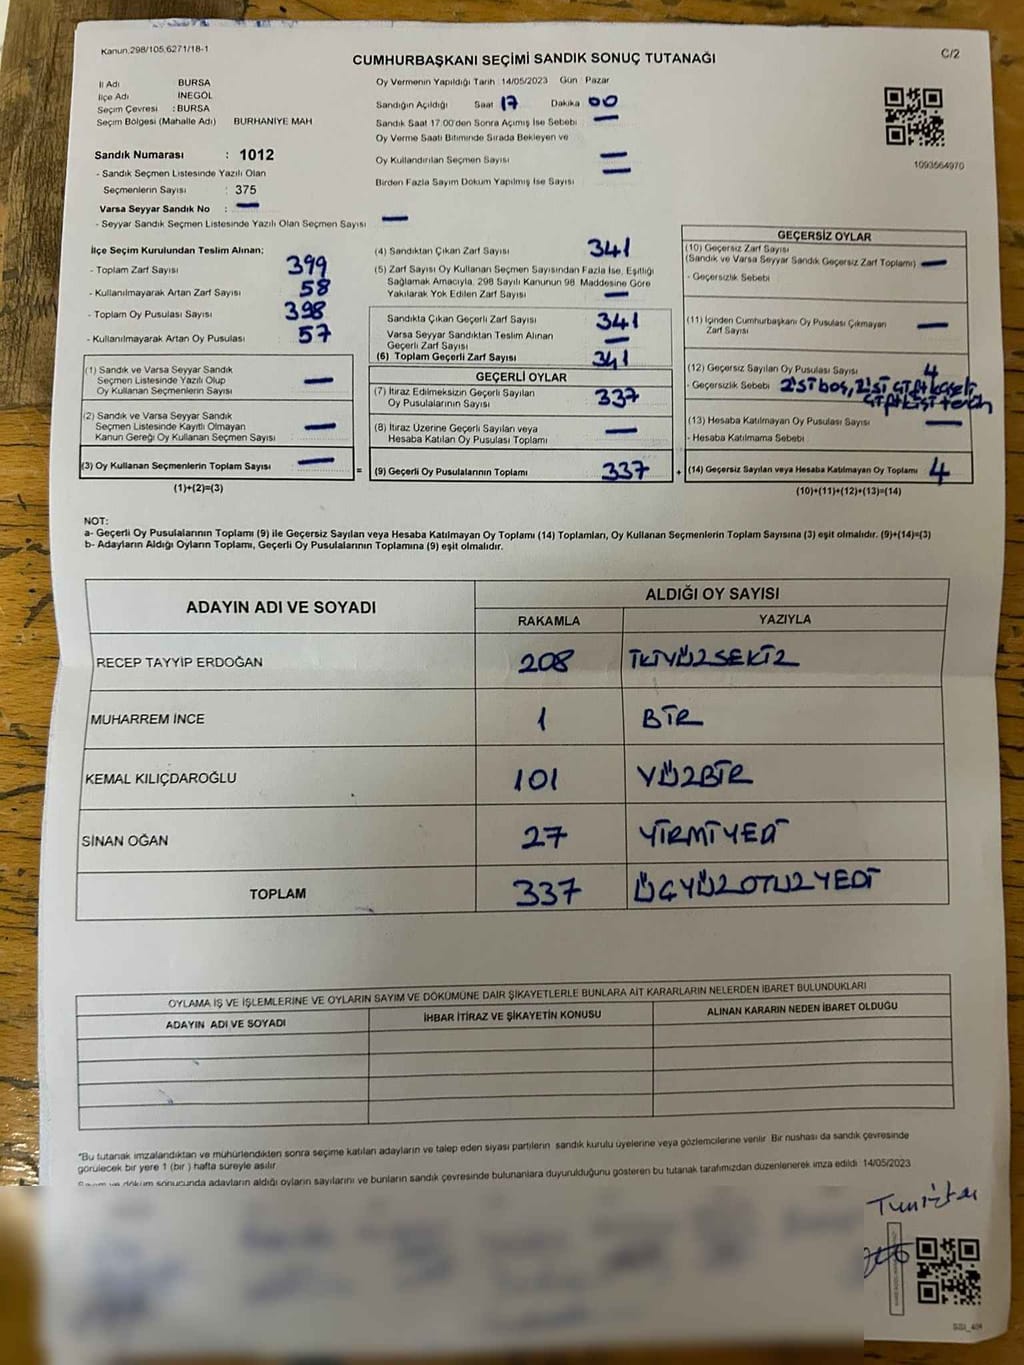 Kanun.298/105,6271/18-1
CUMHURBAŞKANI SEÇİMİ SANDIK SONUÇ TUTANAĞI
C/2
İl Adı BURSA
İlçe Adı İNEGÖL
Seçim Çevresi : BURSA
Seçim Bölgesi (Mahalle Adı) BURHANİYE MAH
Oy Vermenin Yapıldığı Tarih : 14/05/2023 Gün : Pazar
Sandığın Açıldığı Saat 17 Dakika 00
Sandık Saat 17:00'den Sonra Açımış İse Sebebi —
Oy Verme Saati Bitiminde Sırada Bekleyen ve
Oy Kullandırılan Seçmen Sayısı —
Birden Fazla Sayım Döküm Yapılmış İse Sayısı —
1093564970
Sandık Numarası : 1012
- Sandık Seçmen Listesinde Yazılı Olan
Seçmenlerin Sayısı : 375
Varsa Seyyar Sandık No : —
- Seyyar Sandık Seçmen Listesinde Yazılı Olan Seçmen Sayısı —
İlçe Seçim Kurulundan Teslim Alınan:
- Toplam Zarf Sayısı 399
- Kullanılmayarak Artan Zarf Sayısı 58
- Toplam Oy Pusulası Sayısı 398
- Kullanılmayarak Artan Oy Pusulası 57
(1) Sandık ve Varsa Seyyar Sandık
Seçmen Listesinde Yazılı Olup
Oy Kullanan Seçmenlerin Sayısı —
(2) Sandık ve Varsa Seyyar Sandık
Seçmen Listesinde Kayıtlı Olmayan
Kanun Gereği Oy Kullanan Seçmen Sayısı —
(3) Oy Kullanan Seçmenlerin Toplam Sayısı —
(1)+(2)=(3)
=
(4) Sandıktan Çıkan Zarf Sayısı 341
(5) Zarf Sayısı Oy Kullanan Seçmen Sayısından Fazla İse, Eşitliği
Sağlamak Amacıyla, 298 Sayılı Kanunun 98. Maddesine Göre
Yakılarak Yok Edilen Zarf Sayısı —
Sandıkta Çıkan Geçerli Zarf Sayısı 341
Varsa Seyyar Sandıktan Teslim Alınan
Geçerli Zarf Sayısı —
(6) Toplam Geçerli Zarf Sayısı 341
GEÇERLİ OYLAR
(7) İtiraz Edilmeksizin Geçerli Sayılan
Oy Pusulalarının Sayısı 337
(8) İtiraz Üzerine Geçerli Sayılan veya
Hesaba Katılan Oy Pusulası Toplamı —
(9) Geçerli Oy Pusulalarının Toplamı 337
+
GEÇERSİZ OYLAR
(10) Geçersiz Zarf Sayısı
(Sandık ve Varsa Seyyar Sandık Geçersiz Zarf Toplamı) —
- Geçersizlik Sebebi
(11) İçinden Cumhurbaşkanı Oy Pusulası Çıkmayan
Zarf Sayısı —
(12) Geçersiz Sayılan Oy Pusulası Sayısı 4
- Geçersizlik Sebebi 2'si boş, 2'si çift kaşeli
çift kişi tercih
(13) Hesaba Katılmayan Oy Pusulası Sayısı —
- Hesaba Katılmama Sebebi
(14) Geçersiz Sayılan veya Hesaba Katılmayan Oy Toplamı 4
(10)+(11)+(12)+(13)=(14)
NOT:
a- Geçerli Oy Pusulalarının Toplamı (9) ile Geçersiz Sayılan veya Hesaba Katılmayan Oy Toplamı (14) Toplamları, Oy Kullanan Seçmenlerin Toplam Sayısına (3) eşit olmalıdır. (9)+(14)=(3)
b- Adayların Aldığı Oyların Toplamı, Geçerli Oy Pusulalarının Toplamına (9) eşit olmalıdır.
ADAYIN ADI VE SOYADI
ALDIĞI OY SAYISI
RAKAMLA YAZIYLA
RECEP TAYYİP ERDOĞAN 208 İKİYÜZSEKİZ
MUHARREM İNCE 1 BİR
KEMAL KILIÇDAROĞLU 101 YÜZBİR
SİNAN OĞAN 27 YİRMİYEDİ
TOPLAM 337 ÜÇYÜZOTUZYEDİ
OYLAMA İŞ VE İŞLEMLERİNE VE OYLARIN SAYIM VE DÖKÜMÜNE DAİR ŞİKAYETLERLE BUNLARA AİT KARARLARIN NELERDEN İBARET BULUNDUKLARI
ADAYIN ADI VE SOYADI İHBAR İTİRAZ VE ŞİKAYETİN KONUSU ALINAN KARARIN NEDEN İBARET OLDUĞU
"Bu tutanak imzalandıktan ve mühürlendikten sonra seçime katılan adayların ve talep eden siyasi partilerin sandık kurulu üyelerine veya gözlemcilerine verilir. Bir nushası da sandık çevresinde
görülecek bir yere 1 (bir ) hafta süreyle asılır.
Sayım ve döküm sonucunda adayların aldığı oyların sayılarını ve bunların sandık çevresinde bulunanlara duyurulduğunu gösteren bu tutanak tarafımızdan düzenlenerek imza edildi 14/05/2023